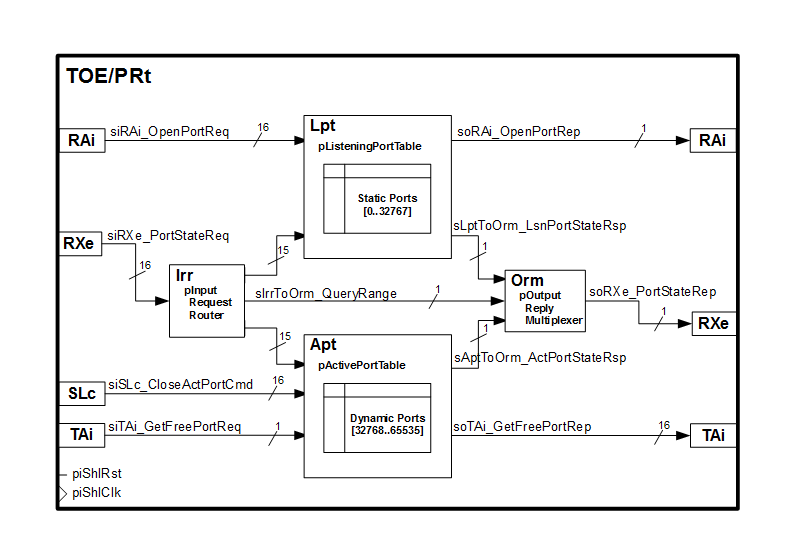 TOE/PRt
RAi
siRAi_OpenPortReq
16
Lpt
pListeningPortTable
Static Ports
[0..32767]
soRAi_OpenPortRep
1
RAi
RXe
siRXe_PortStateReq
16
15
sLptToOrm_LsnPortStateRsp
1
Irr
pInput
Request
Router
sIrrToOrm_QueryRange
1
Orm
pOutput
Reply
Multiplexer
soRXe_PortStateRep
1
RXe
15
Apt
pActivePortTable
Dynamic Ports
[32768..65535]
1
sAptToOrm_ActPortStateRsp
SLc
siSLc_CloseActPortCmd
16
TAi
siTAi_GetFreePortReq
1
soTAi_GetFreePortRep
16
TAi
piShlRst
piShlClk